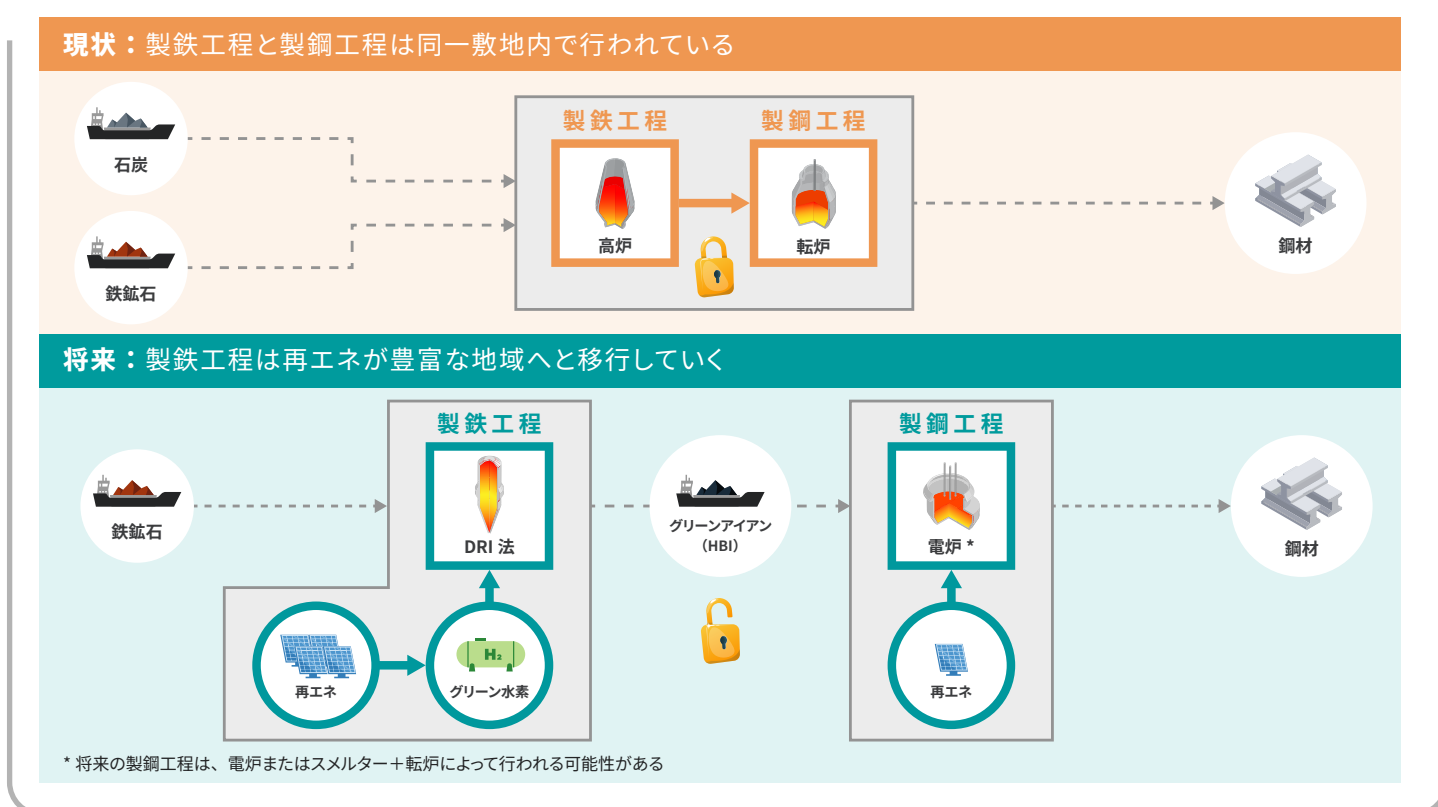 現状：製鉄工程と製鋼工程は同一敷地内で行われている
石炭
鉄鉱石
製鉄工程
高炉
製鋼工程
転炉
鋼材
将来：製鉄工程は再エネが豊富な地域へと移行していく
鉄鉱石
製鉄工程
DRI 法
再エネ
H₂
グリーン水素
グリーンアイアン
（HBI）
製鋼工程
電炉 *
再エネ
鋼材
* 将来の製鋼工程は、電炉またはスメルター＋転炉によって行われる可能性がある